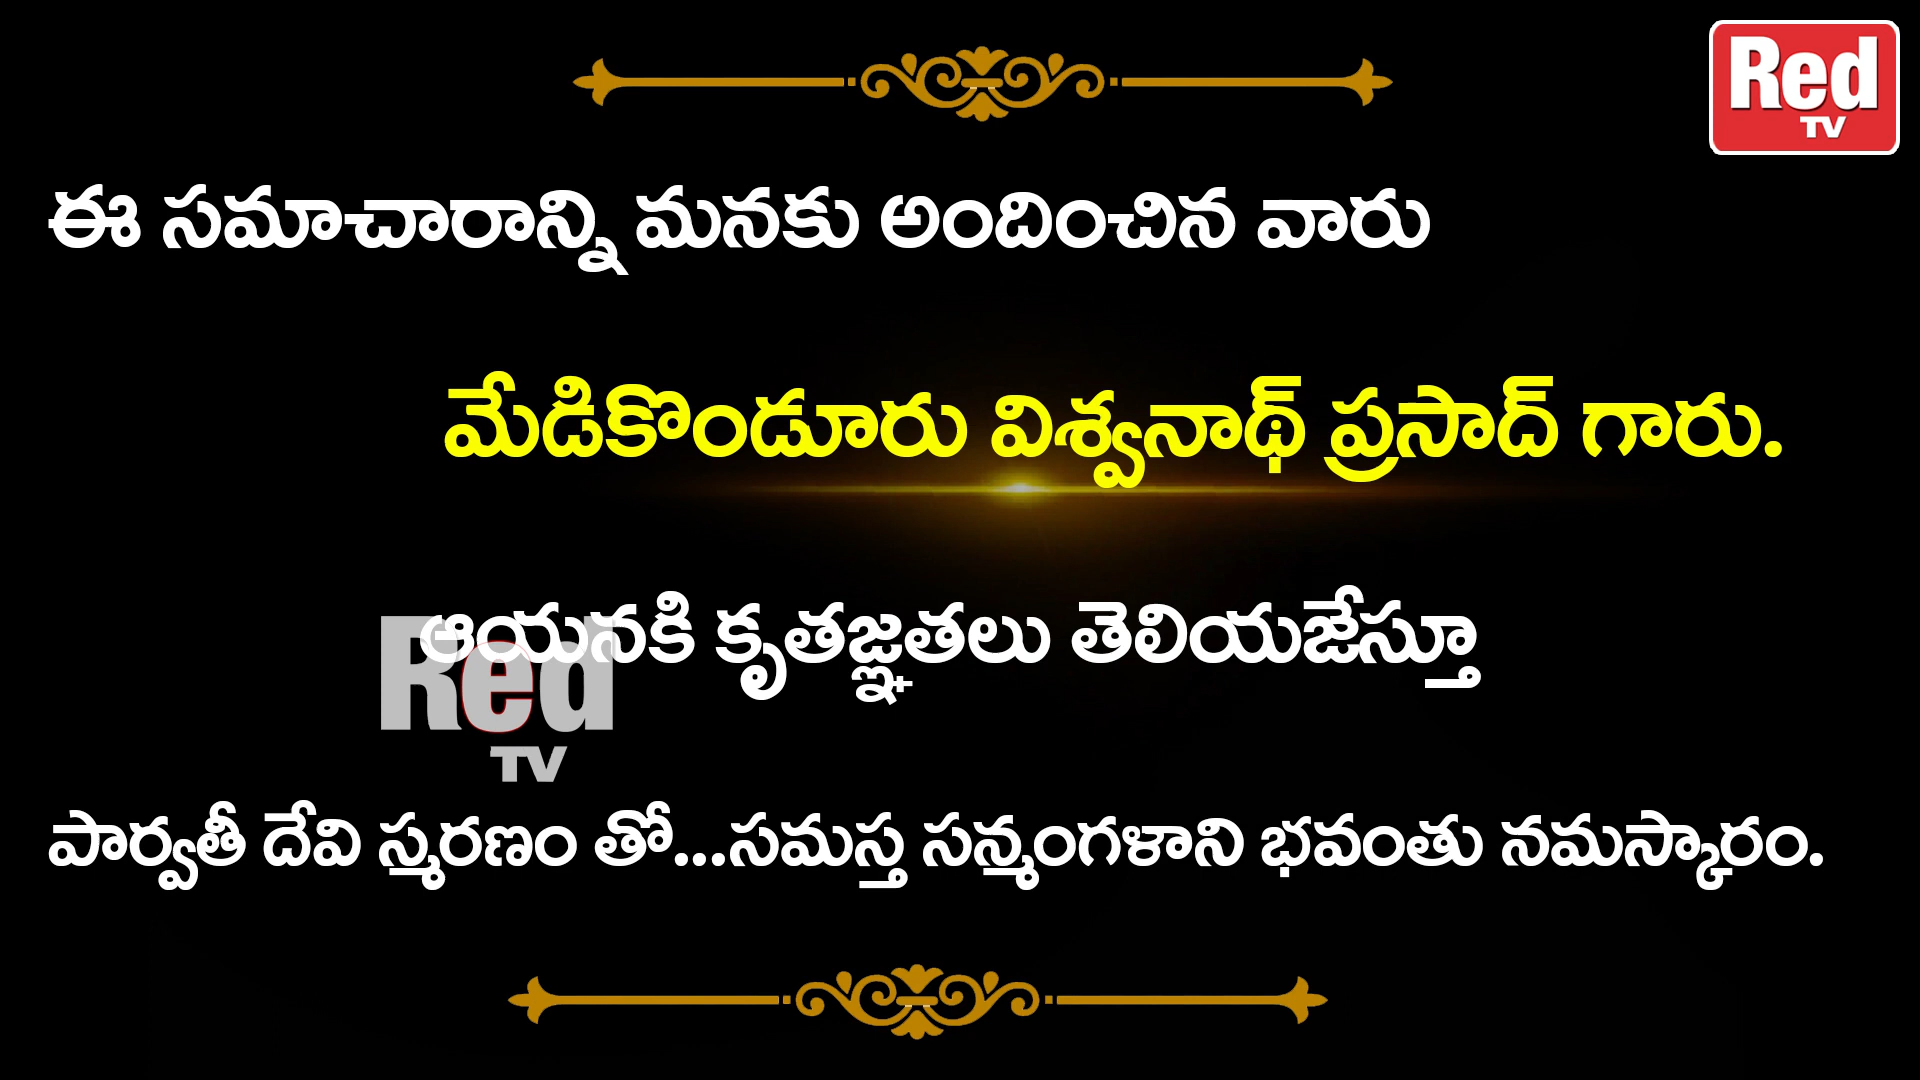 Red
TV
ఈ సమాచారాన్ని మనకు అందించిన వారు
మేడికొండూరు విశ్వనాథ్ ప్రసాద్ గారు.
ఆయనకి కృతజ్ఞతలు తెలియజేస్తూ
Red
TV
పార్వతీ దేవి స్మరణం తో...సమస్త సన్మంగళాని భవంతు నమస్కారం.